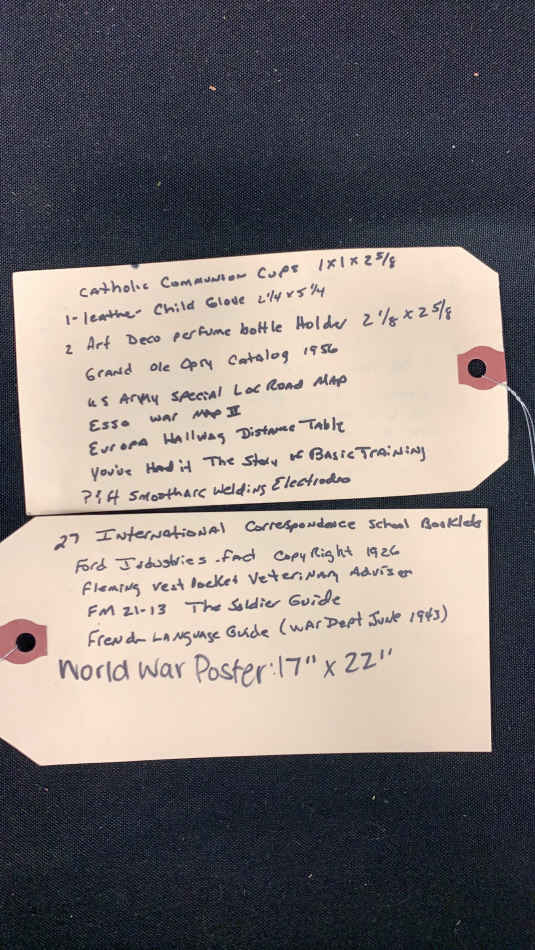 Catholic Communion Cups 1x1x2 5/8
1-leather Child Glove 2 1/4 x 5 1/4
2 Art Deco perfume bottle Holder 2 1/8 x 2 5/8
Grand Ole Opry Catalog 1956
US Army Special Loc Road Map
Esso War Map II
Europa Hallwag Distance Table
You've Had it The Story of Basic Training
P&H Smootharc Welding Electrodes
27 International Correspondence School Booklets
Ford Industries-Fact CopyRight 1926
Fleming Vest Pocket Veterinary Adviser
FM 21-13 The Soldier Guide
French Language Guide (War Dept June 1943)
World War Poster: 17" x 22"